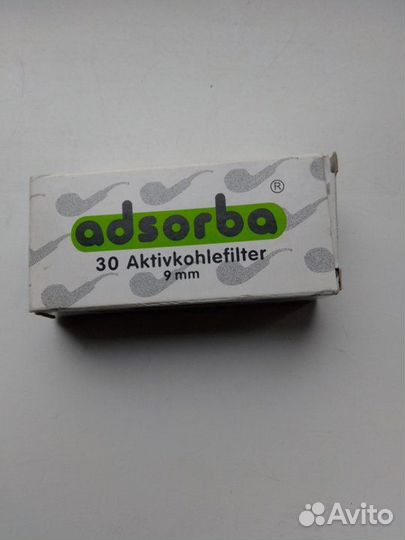 adsorba ®
30 Aktivkohlefilter
9 mm
Avito